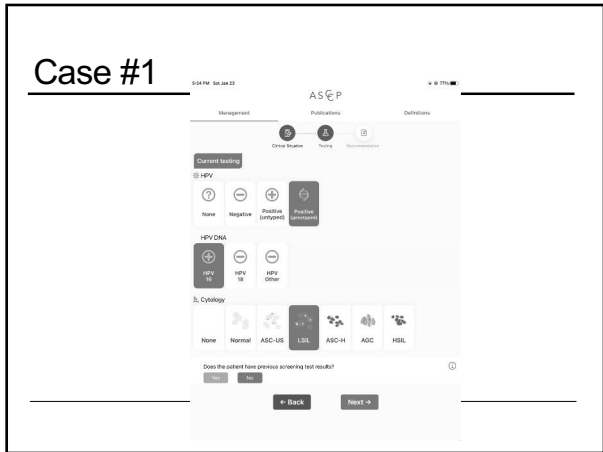 Case #1
5:34 PM Sat Jan 23
77%
ASCCP
Management Publications Definitions
Clinical Situation Testing Recommendation
Current testing
HPV
None Negative Positive (untyped) Positive (genotyped)
HPV DNA
HPV 16 HPV 18 HPV Other
Cytology
None Normal ASC-US LSIL ASC-H AGC HSIL
Does the patient have previous screening test results?
Yes No
← Back Next →